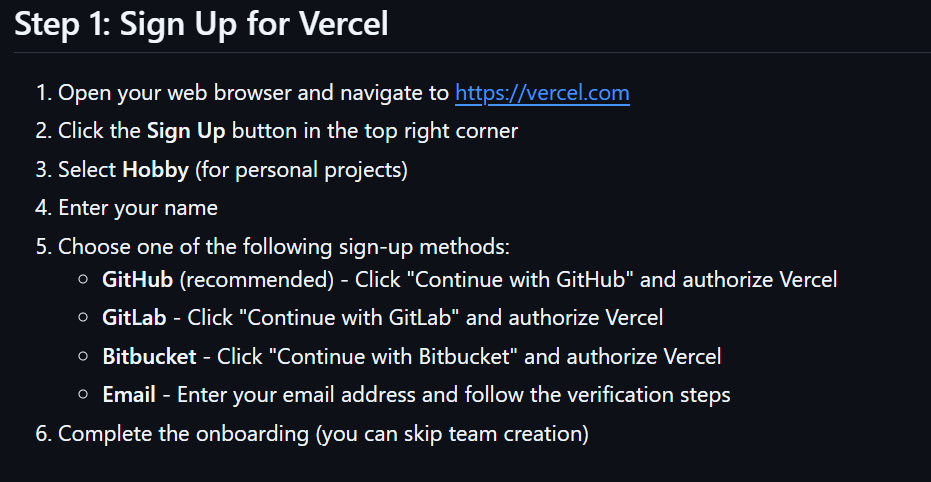 Step 1: Sign Up for Vercel
1. Open your web browser and navigate to https://vercel.com
2. Click the Sign Up button in the top right corner
3. Select Hobby (for personal projects)
4. Enter your name
5. Choose one of the following sign-up methods:
○ GitHub (recommended) - Click "Continue with GitHub" and authorize Vercel
○ GitLab - Click "Continue with GitLab" and authorize Vercel
○ Bitbucket - Click "Continue with Bitbucket" and authorize Vercel
○ Email - Enter your email address and follow the verification steps
6. Complete the onboarding (you can skip team creation)